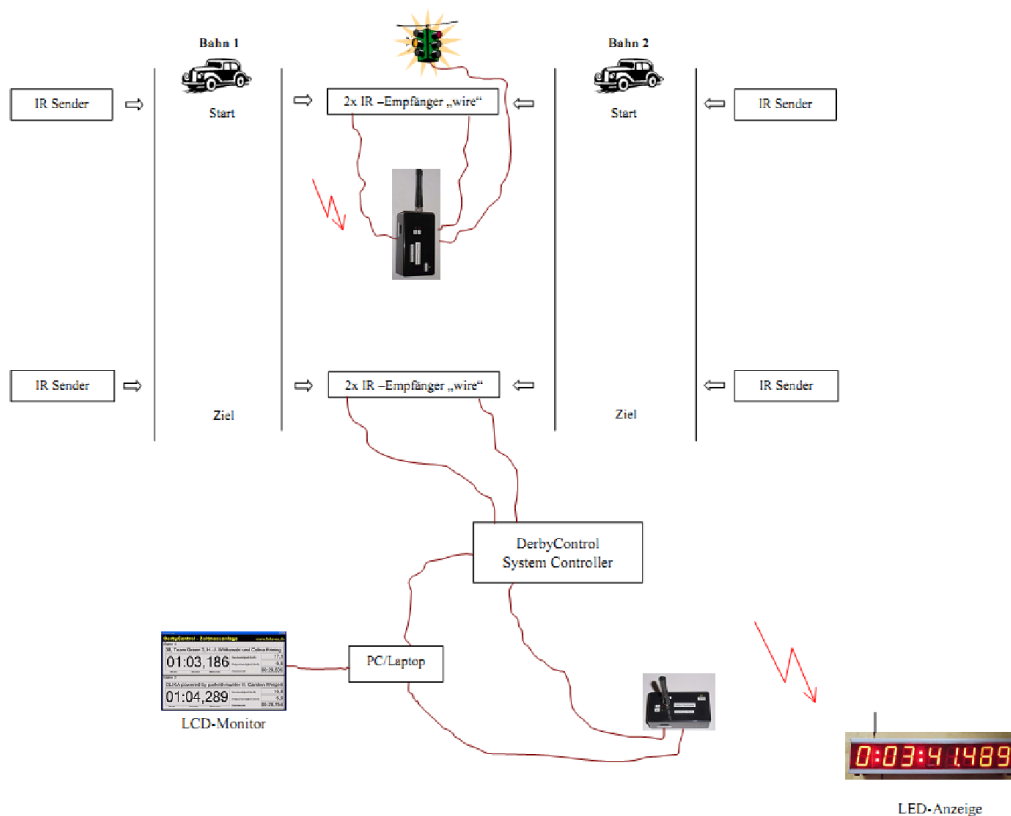 Bahn 1
Bahn 2
IR Sender
2x IR –Empfänger „wire“
IR Sender
Start
Start
IR Sender
2x IR –Empfänger „wire“
IR Sender
Ziel
Ziel
DerbyControl
System Controller
PC/Laptop
DerbyControl - Zeitmessanlage
01:03,186
01:04,289
LCD-Monitor
0:03:41.489
LED-Anzeige